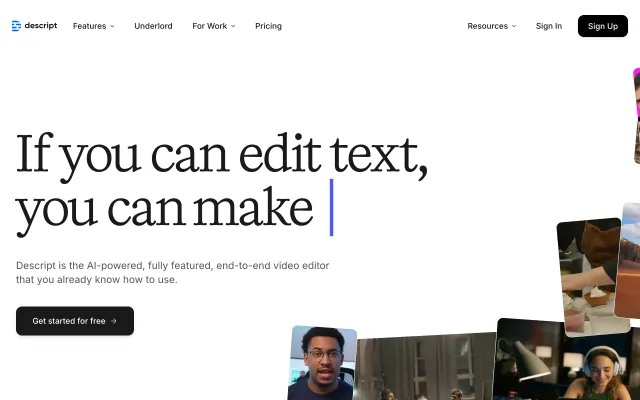 descript
Features
Underlord
For Work
Pricing
Resources
Sign In
Sign Up
If you can edit text,
you can make
Descript is the AI-powered, fully featured, end-to-end video editor
that you already know how to use.
Get started for free →